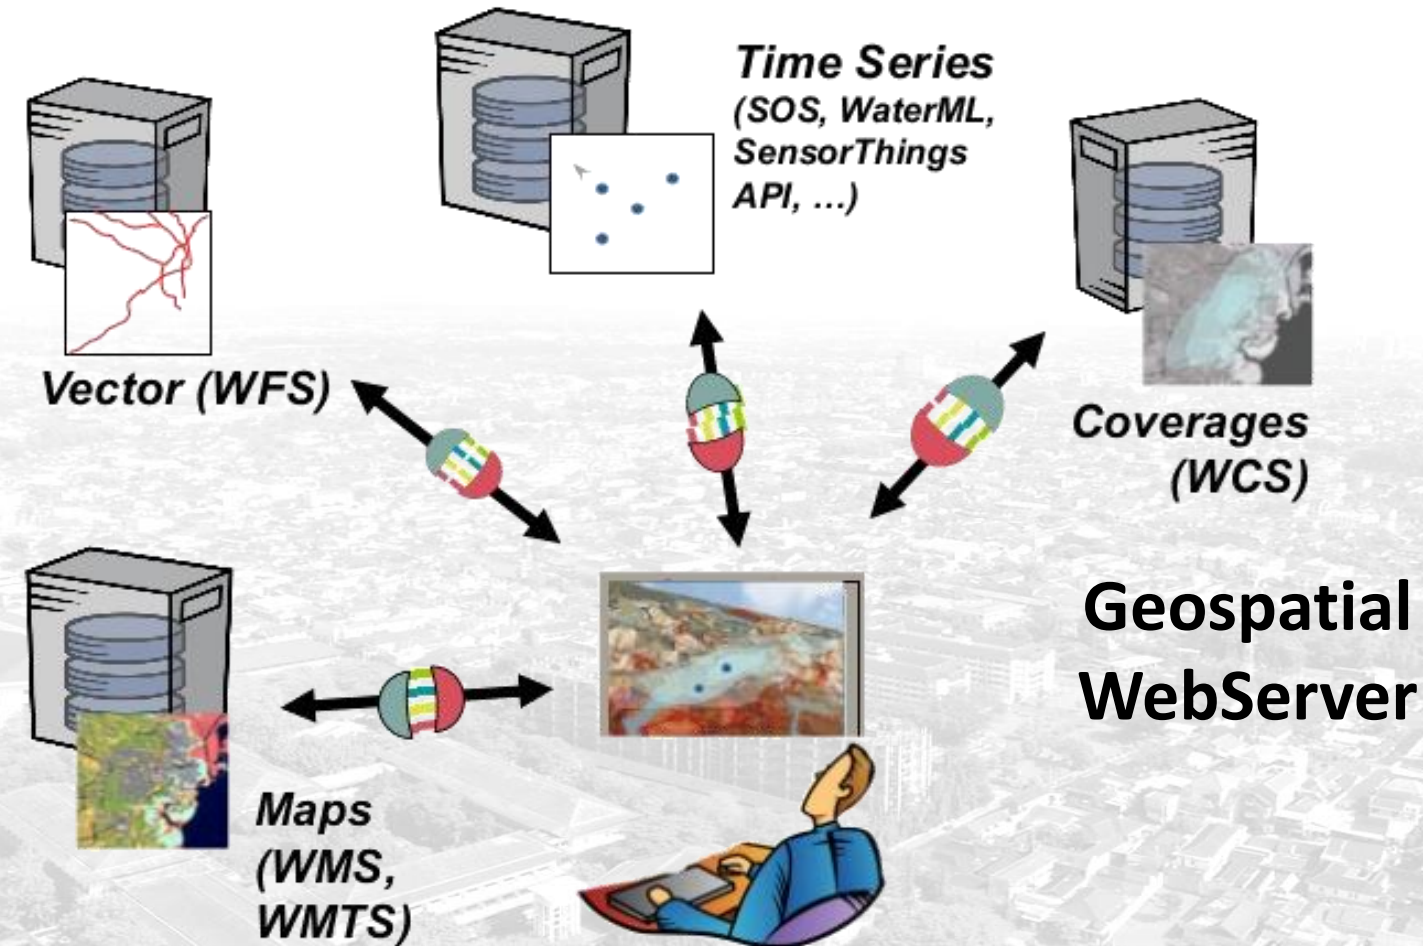 Time Series
(SOS, WaterML,
SensorThings
API, ...)
Vector (WFS)
Coverages
(WCS)
Geospatial
WebServer
Maps
(WMS,
WMTS)